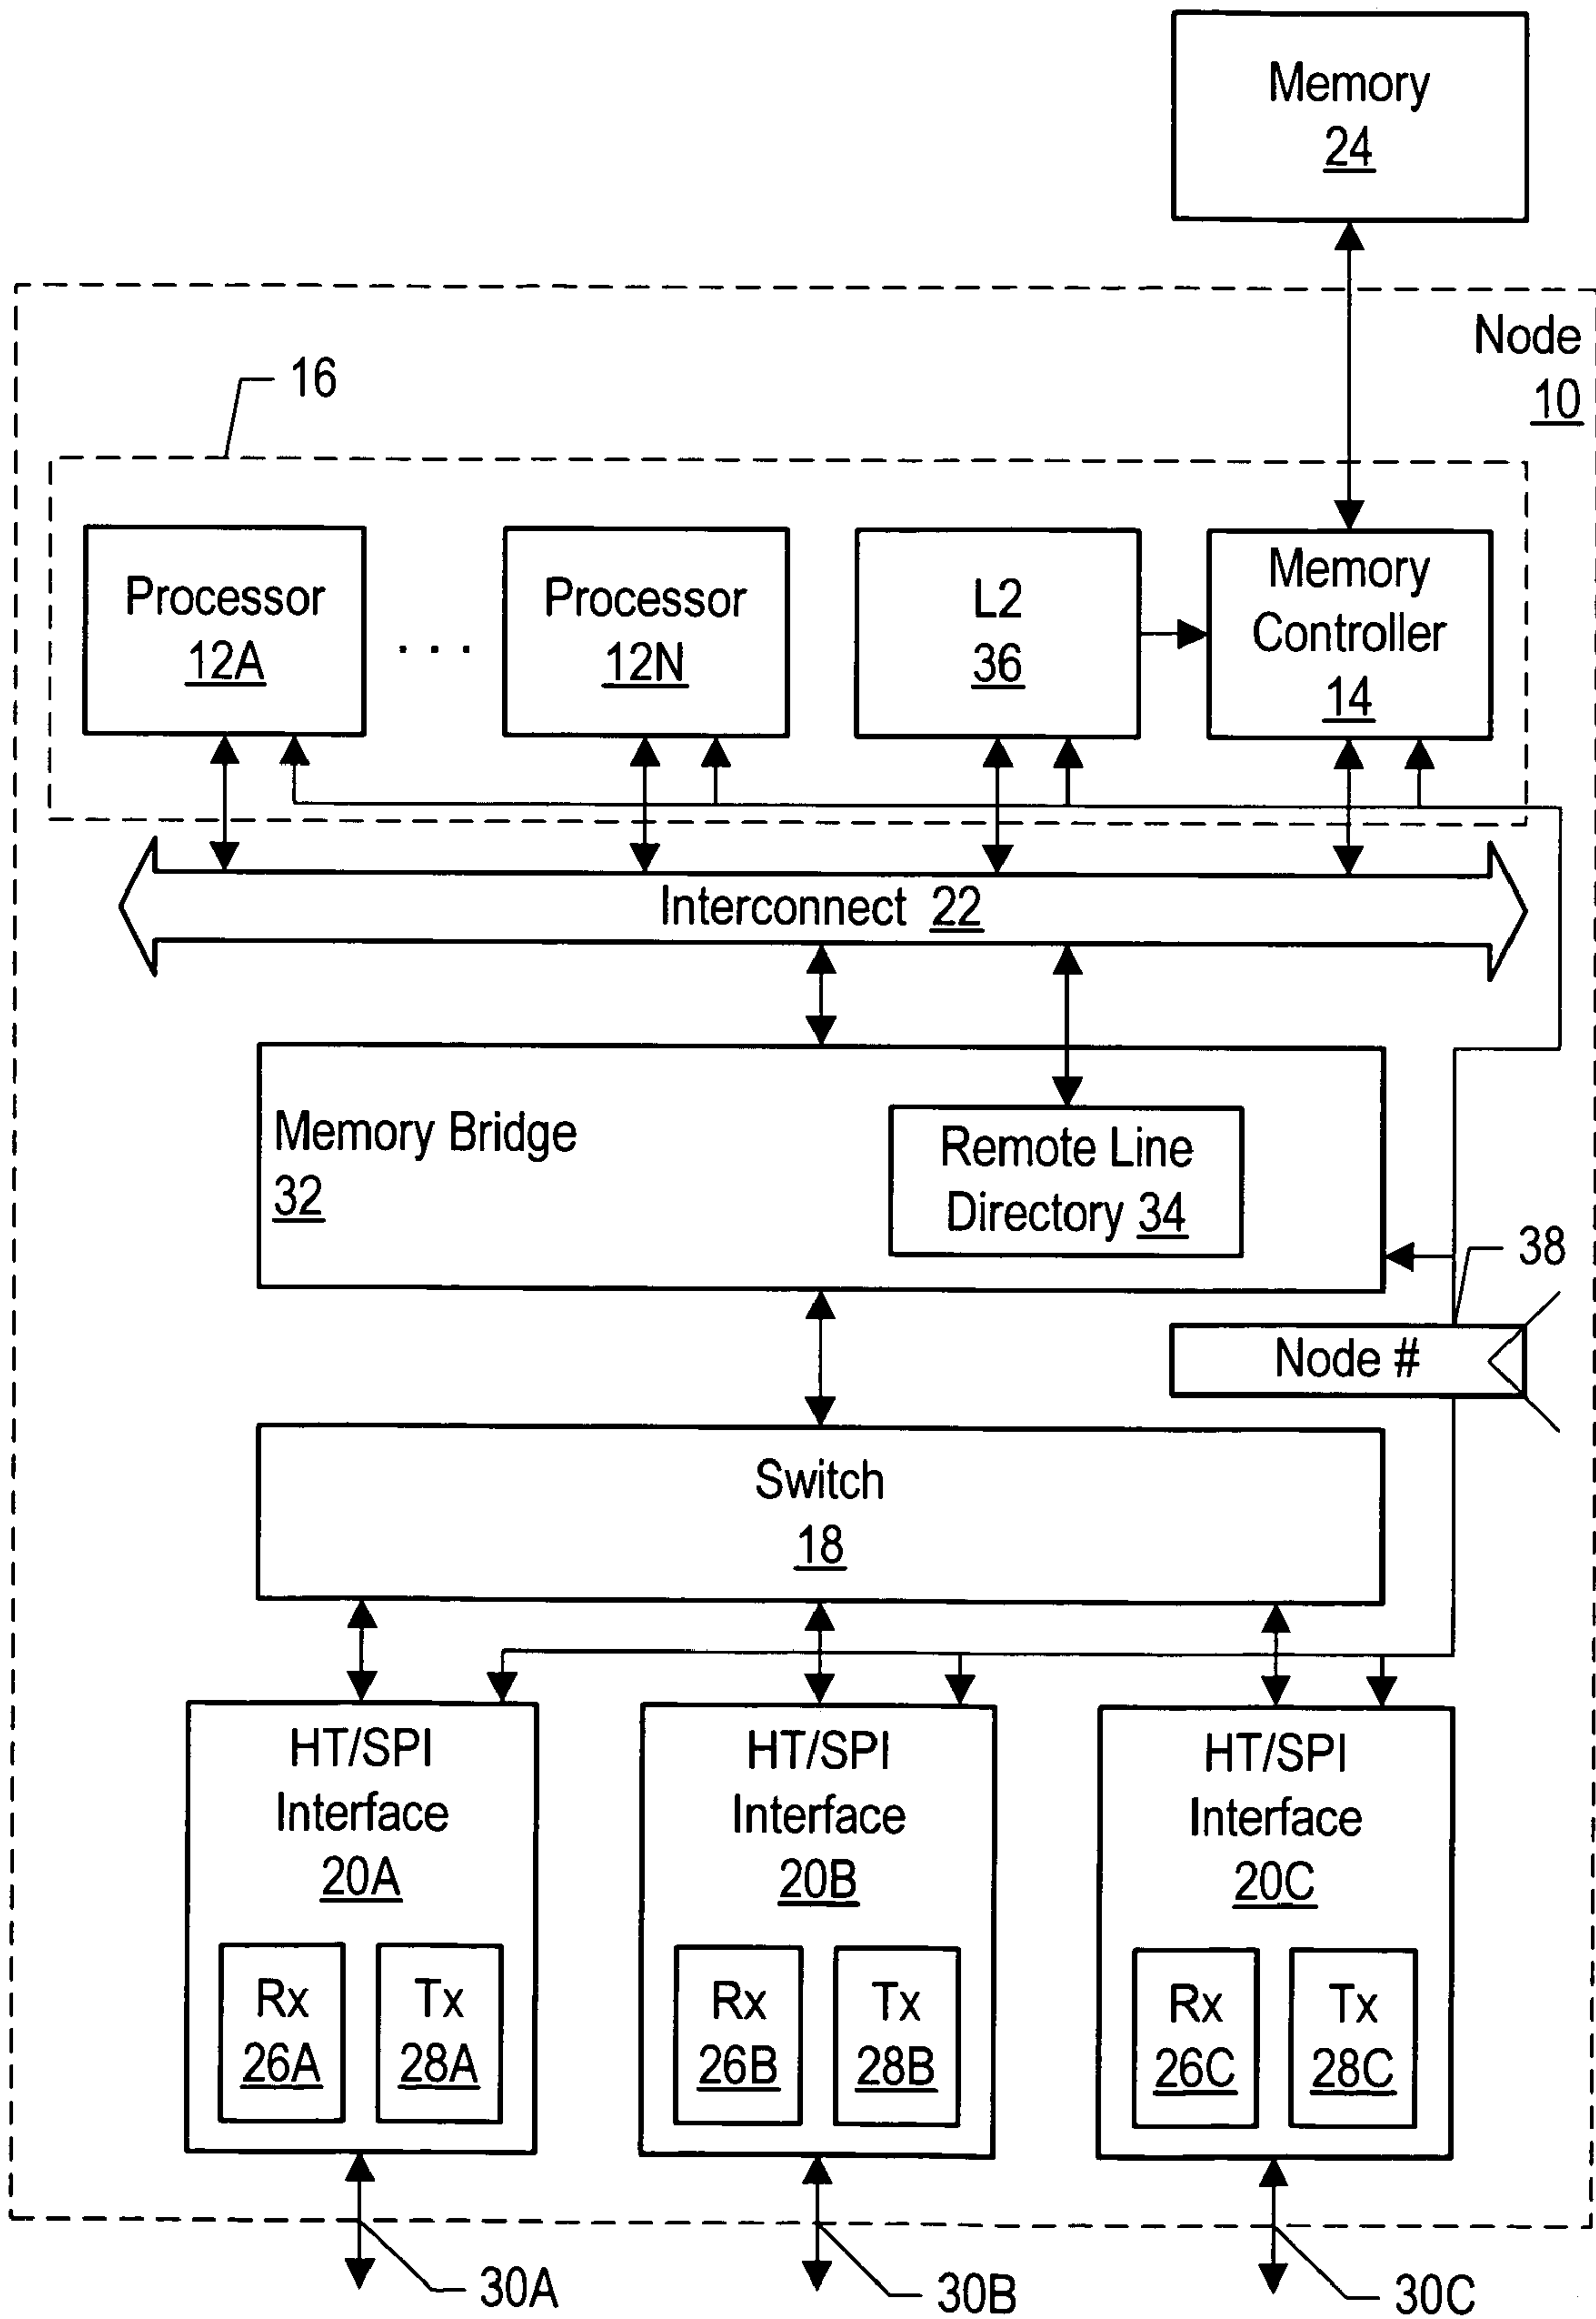 Memory
24
Node
10
16
Processor
12A
. . .
Processor
12N
L2
36
Memory
Controller
14
Interconnect 22
Memory Bridge
32
Remote Line
Directory 34
38
Node #
Switch
18
HT/SPI
Interface
20A
Rx
26A
Tx
28A
HT/SPI
Interface
20B
Rx
26B
Tx
28B
HT/SPI
Interface
20C
Rx
26C
Tx
28C
30A
30B
30C